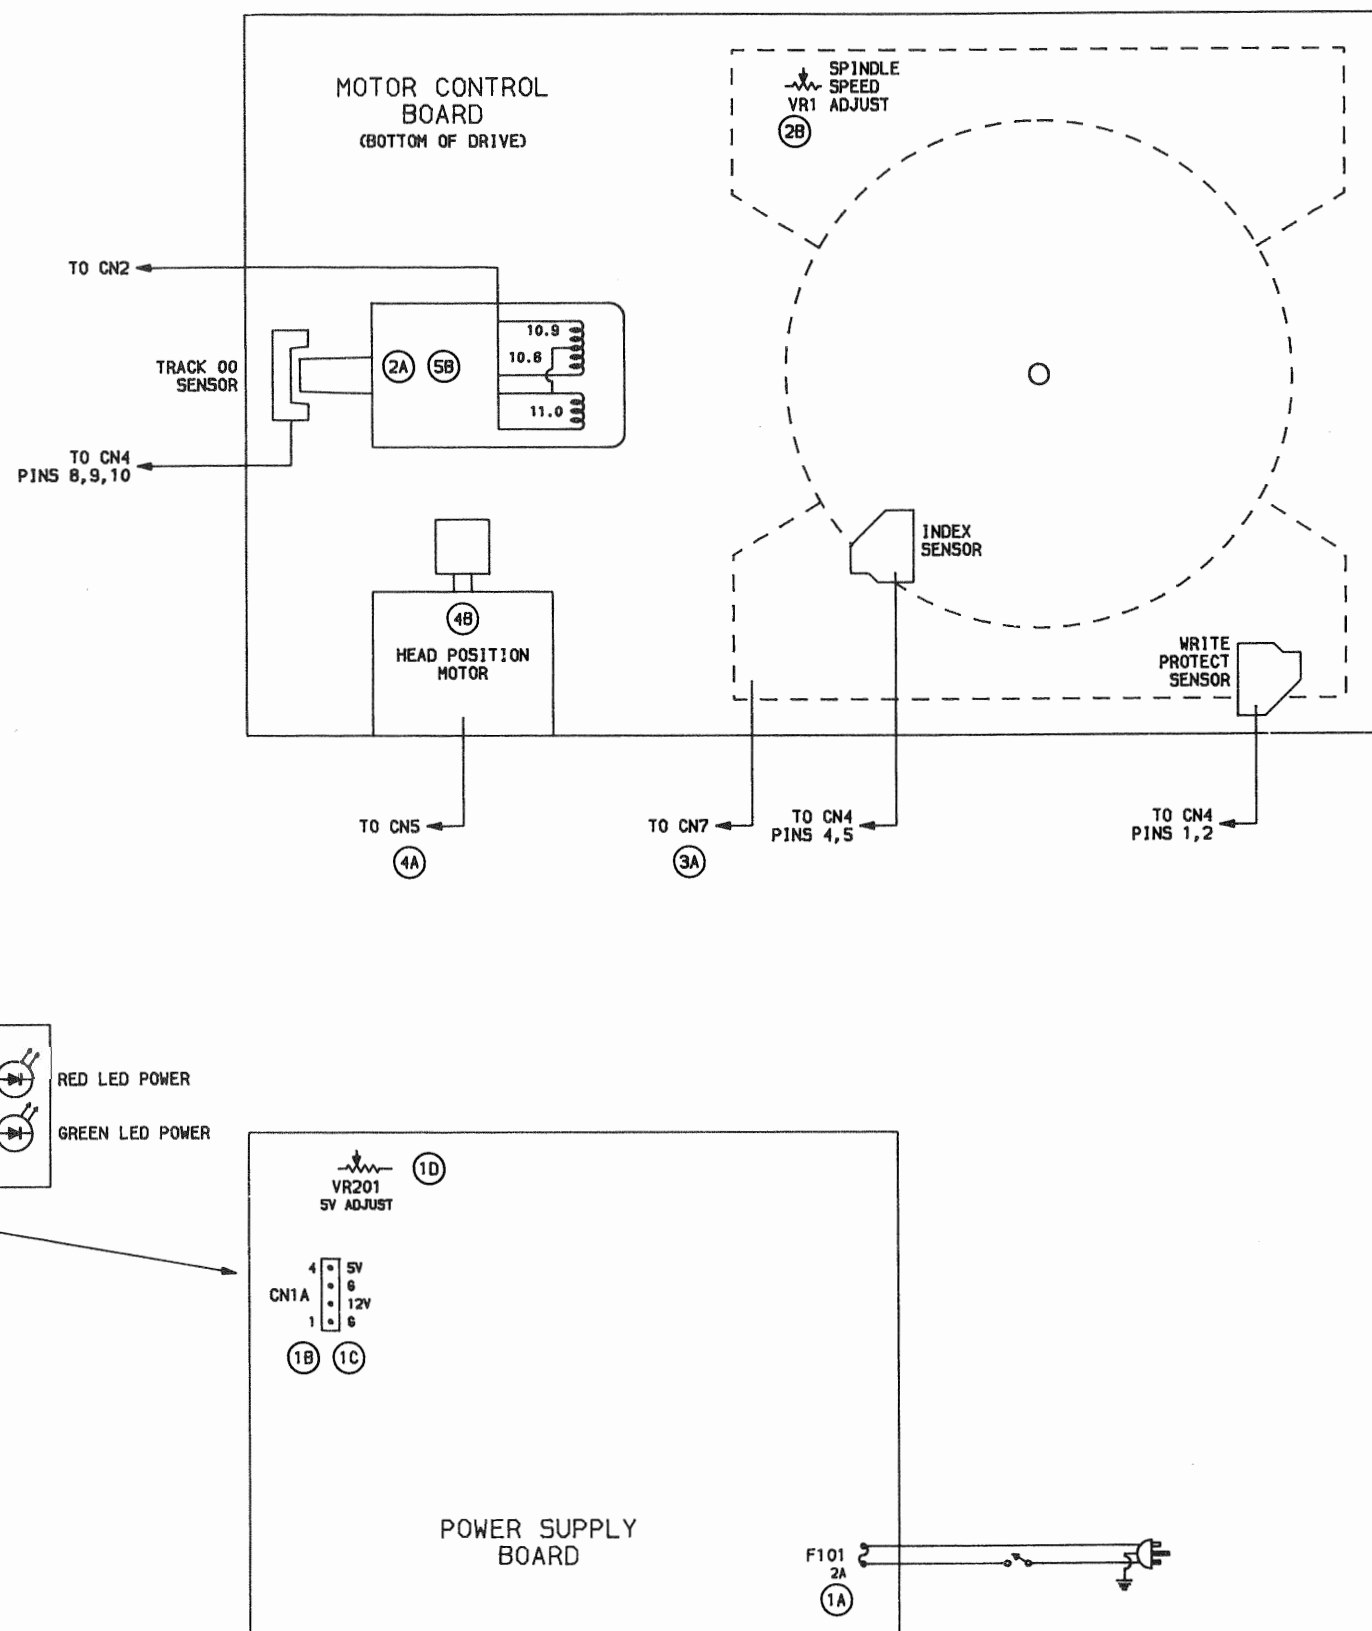 MOTOR CONTROL
BOARD
(BOTTOM OF DRIVE)
SPINDLE
SPEED
VR1 ADJUST
2B
TO CN2
10.9
10.6
11.0
2A
5B
TRACK 00
SENSOR
TO CN4
PINS 8,9,10
INDEX
SENSOR
4B
HEAD POSITION
MOTOR
WRITE
PROTECT
SENSOR
TO CN5
4A
TO CN7
3A
TO CN4
PINS 4,5
TO CN4
PINS 1,2
RED LED POWER
GREEN LED POWER
1D
VR201
5V ADJUST
4 5V
G
CN1A
12V
1 G
1B
1C
POWER SUPPLY
BOARD
F101
2A
1A